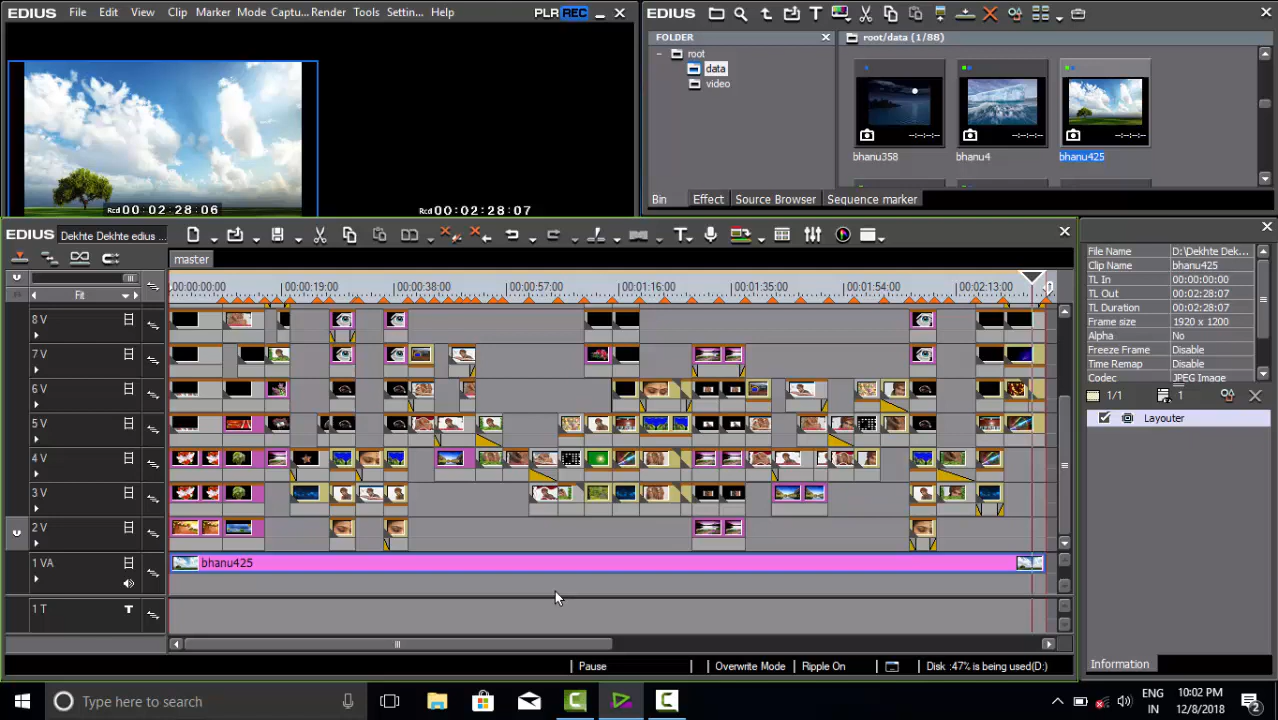 File Edit View Clip Marker Mode Captu... Render Tools Settin... Help PLR REC
Rcd 00:02:28:06
Rcd 00:02:28:07
EDIUS
FOLDER
root
data
video
root/data (1/88)
--:--:--:--
--:--:--:--
--:--:--:--
bhanu358
bhanu4
bhanu425
Bin Effect Source Browser Sequence marker
EDIUS Dekhte Dekhte edius ...
master
Fit
00:00:00:00 00:00:19:00 00:00:38:00 00:00:57:00 00:01:16:00 00:01:35:00 00:01:54:00 00:02:13:00
8 V
7 V
6 V
5 V
4 V
3 V
2 V
1 VA
bhanu425
1 T
File Name D:\Dekhte Dek...
Clip Name bhanu425
TL In 00:00:00:00
TL Out 00:02:28:07
TL Duration 00:02:28:07
Frame size 1920 x 1200
Alpha No
Freeze Frame Disable
Time Remap Disable
Codec JPEG Image
1/1 1
Layouter
Information
Pause Overwrite Mode Ripple On Disk :47% is being used(D:)
Type here to search
ENG
IN
10:02 PM
12/8/2018
2